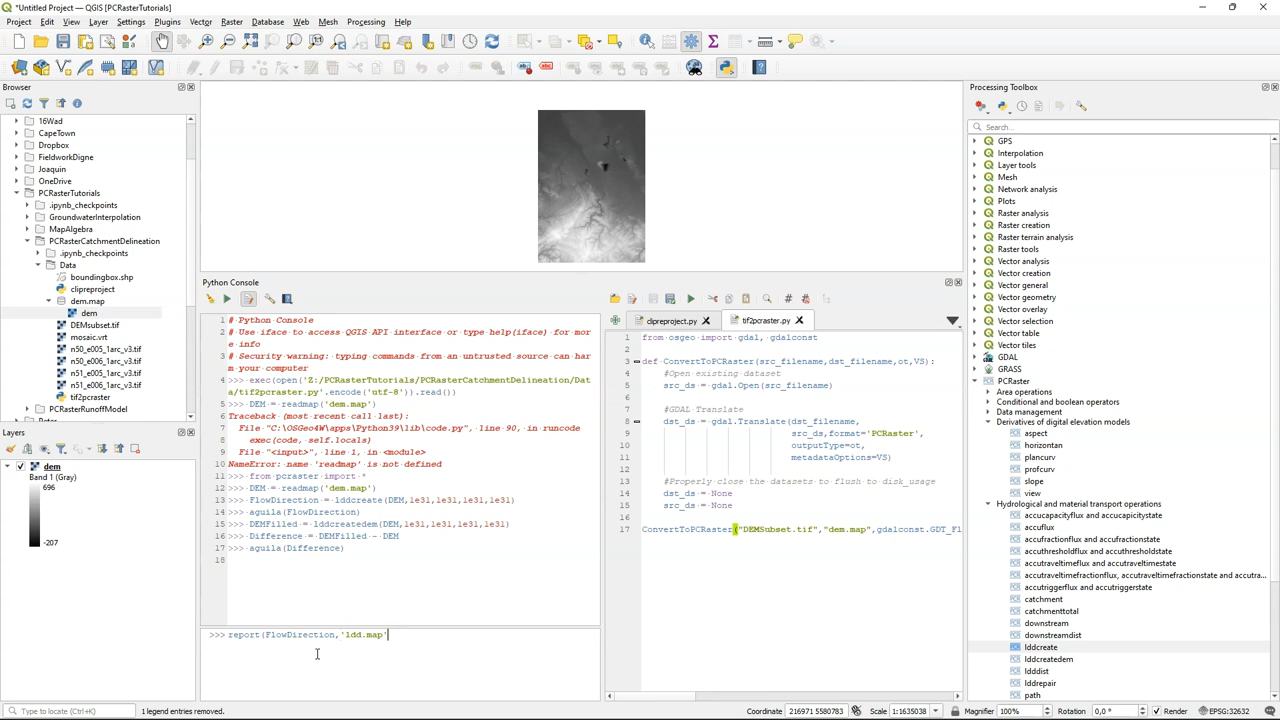 *Untitled Project — QGIS [PCRasterTutorials]
Project Edit View Layer Settings Plugins Vector Raster Database Web Mesh Processing Help
Browser
16Wad
CapeTown
Dropbox
FieldworkDigne
Joaquin
OneDrive
PCRasterTutorials
.ipynb_checkpoints
GroundwaterInterpolation
MapAlgebra
PCRasterCatchmentDelineation
.ipynb_checkpoints
Data
boundingbox.shp
clipreproject
dem.map
dem
DEMsubset.tif
mosaic.vrt
n50_e005_1arc_v3.tif
n50_e006_1arc_v3.tif
n51_e005_1arc_v3.tif
n51_e006_1arc_v3.tif
tif2pcraster
PCRasterRunoffModel
Layers
dem
Band 1 (Gray)
696
-207
Python Console
1 # Python Console
2 # Use iface to access QGIS API interface or type help(iface) for mor
e info
3 # Security warning: typing commands from an untrusted source can har
m your computer
4 >>> exec(open('Z:/PCRasterTutorials/PCRasterCatchmentDelineation/Dat
a/tif2pcraster.py'.encode('utf-8')).read())
5 >>> DEM = readmap('dem.map')
6 Traceback (most recent call last):
7 File "C:\OSGeo4W\apps\Python39\lib\code.py", line 90, in runcode
8 exec(code, self.locals)
9 File "<input>", line 1, in <module>
10 NameError: name 'readmap' is not defined
11 >>> from pcraster import *
12 >>> DEM = readmap('dem.map')
13 >>> FlowDirection = lddcreate(DEM,1e31,1e31,1e31,1e31)
14 >>> aguila(FlowDirection)
15 >>> DEMFilled = lddcreatedem(DEM,1e31,1e31,1e31,1e31)
16 >>> Difference = DEMFilled - DEM
17 >>> aguila(Difference)
18
>>> report(FlowDirection,'ldd.map'
clipreproject.py
tif2pcraster.py
1 from osgeo import gdal, gdalconst
2
3 def ConvertToPCRaster(src_filename,dst_filename,ot,VS):
4 #Open existing dataset
5 src_ds = gdal.Open(src_filename)
6
7 #GDAL Translate
8 dst_ds = gdal.Translate(dst_filename,
9 src_ds,format='PCRaster',
10 outputType=ot,
11 metadataOptions=VS)
12
13 #Properly close the datasets to flush to disk_usage
14 dst_ds = None
15 src_ds = None
16
17 ConvertToPCRaster("DEMSubset.tif","dem.map",gdalconst.GDT_Fl
Processing Toolbox
Search...
GPS
Interpolation
Layer tools
Mesh
Network analysis
Plots
Raster analysis
Raster creation
Raster terrain analysis
Raster tools
Vector analysis
Vector creation
Vector general
Vector geometry
Vector overlay
Vector selection
Vector table
Vector tiles
GDAL
GRASS
PCRaster
Area operations
Conditional and boolean operators
Data management
Derivatives of digital elevation models
aspect
horizontan
plancurv
profcurv
slope
view
Hydrological and material transport operations
accucapacityflux and accucapacitystate
accuflux
accufractionflux and accufractionstate
accuthresholdflux and accuthresholdstate
accutraveltimeflux and accutraveltimestate
accutraveltimefractionflux, accutraveltimefractionstate and accutra...
accutriggerflux and accutriggerstate
catchment
catchmenttotal
downstream
downstreamdist
lddcreate
lddcreatedem
ldddist
lddrepair
path
Type to locate (Ctrl+K)
1 legend entries removed.
Coordinate 216971 5580783
Scale 1:1635038
Magnifier 100%
Rotation 0,0 °
Render
EPSG:32632